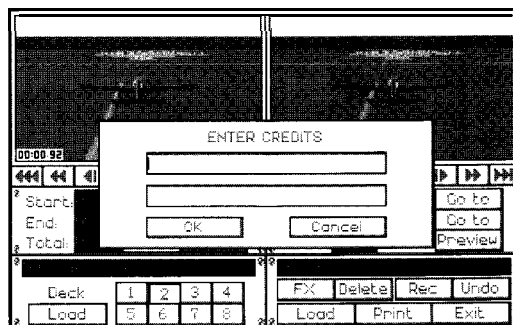 ENTER CREDITS
00:00 92
OK Cancel
Start:
End:
Total:
Go to
Go to
Preview
Deck 1 2 3 4
Load 5 6 7 8
FX Delete Rec Undo
Load Print Exit